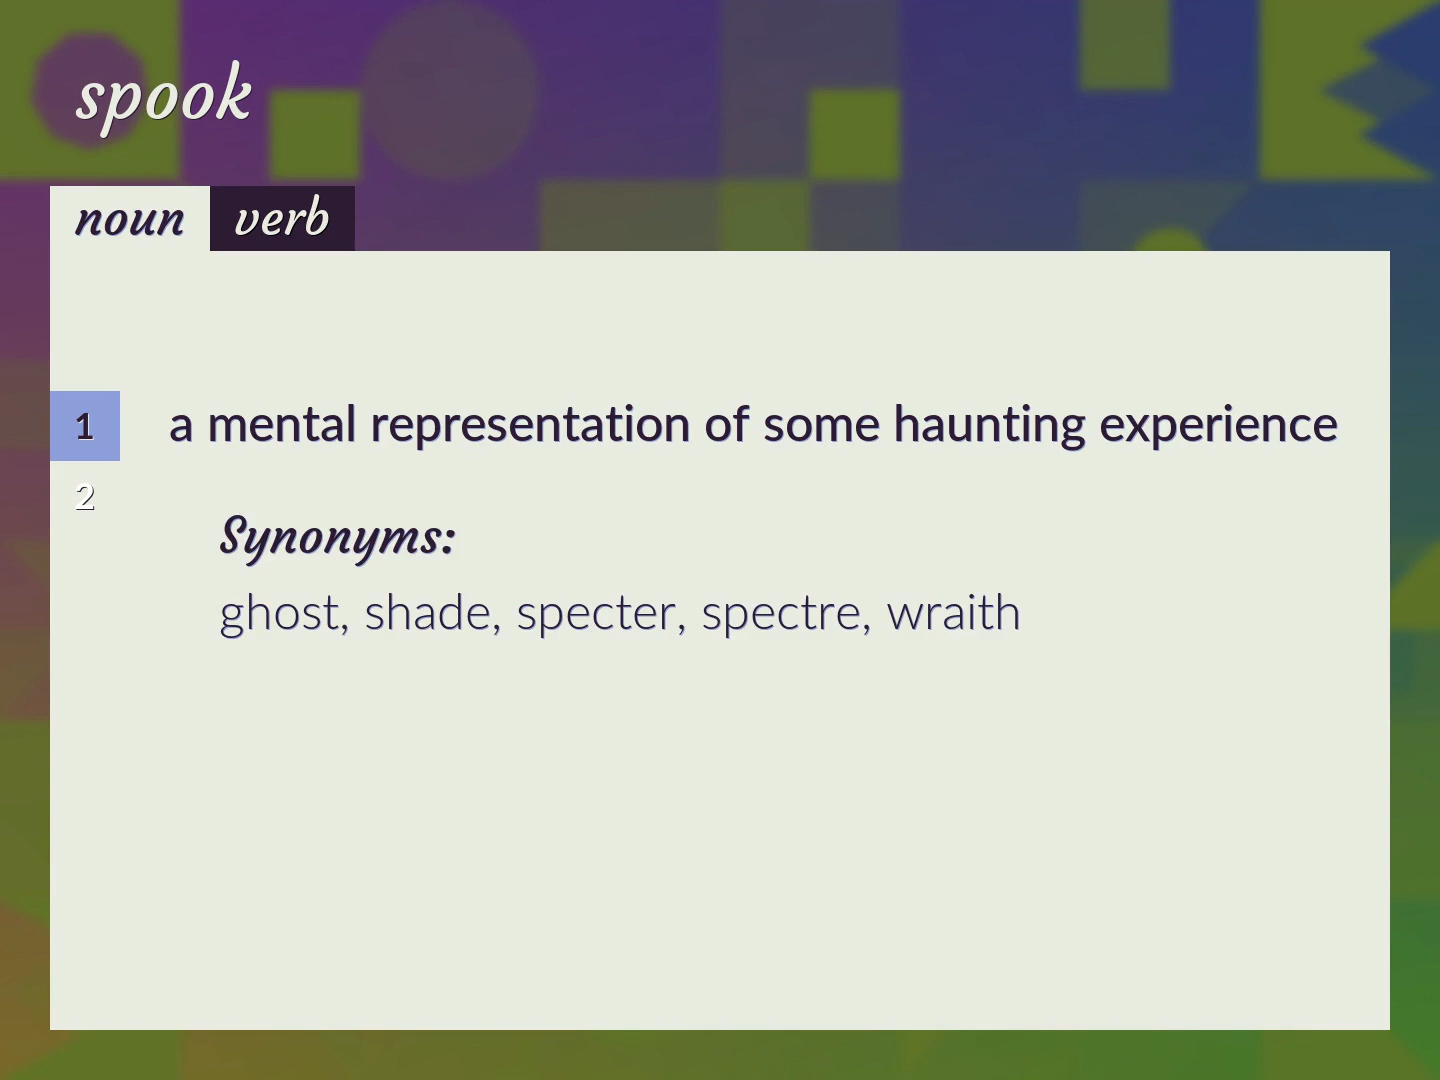 spook
noun verb
1 a mental representation of some haunting experience
2
Synonyms:
ghost, shade, specter, spectre, wraith